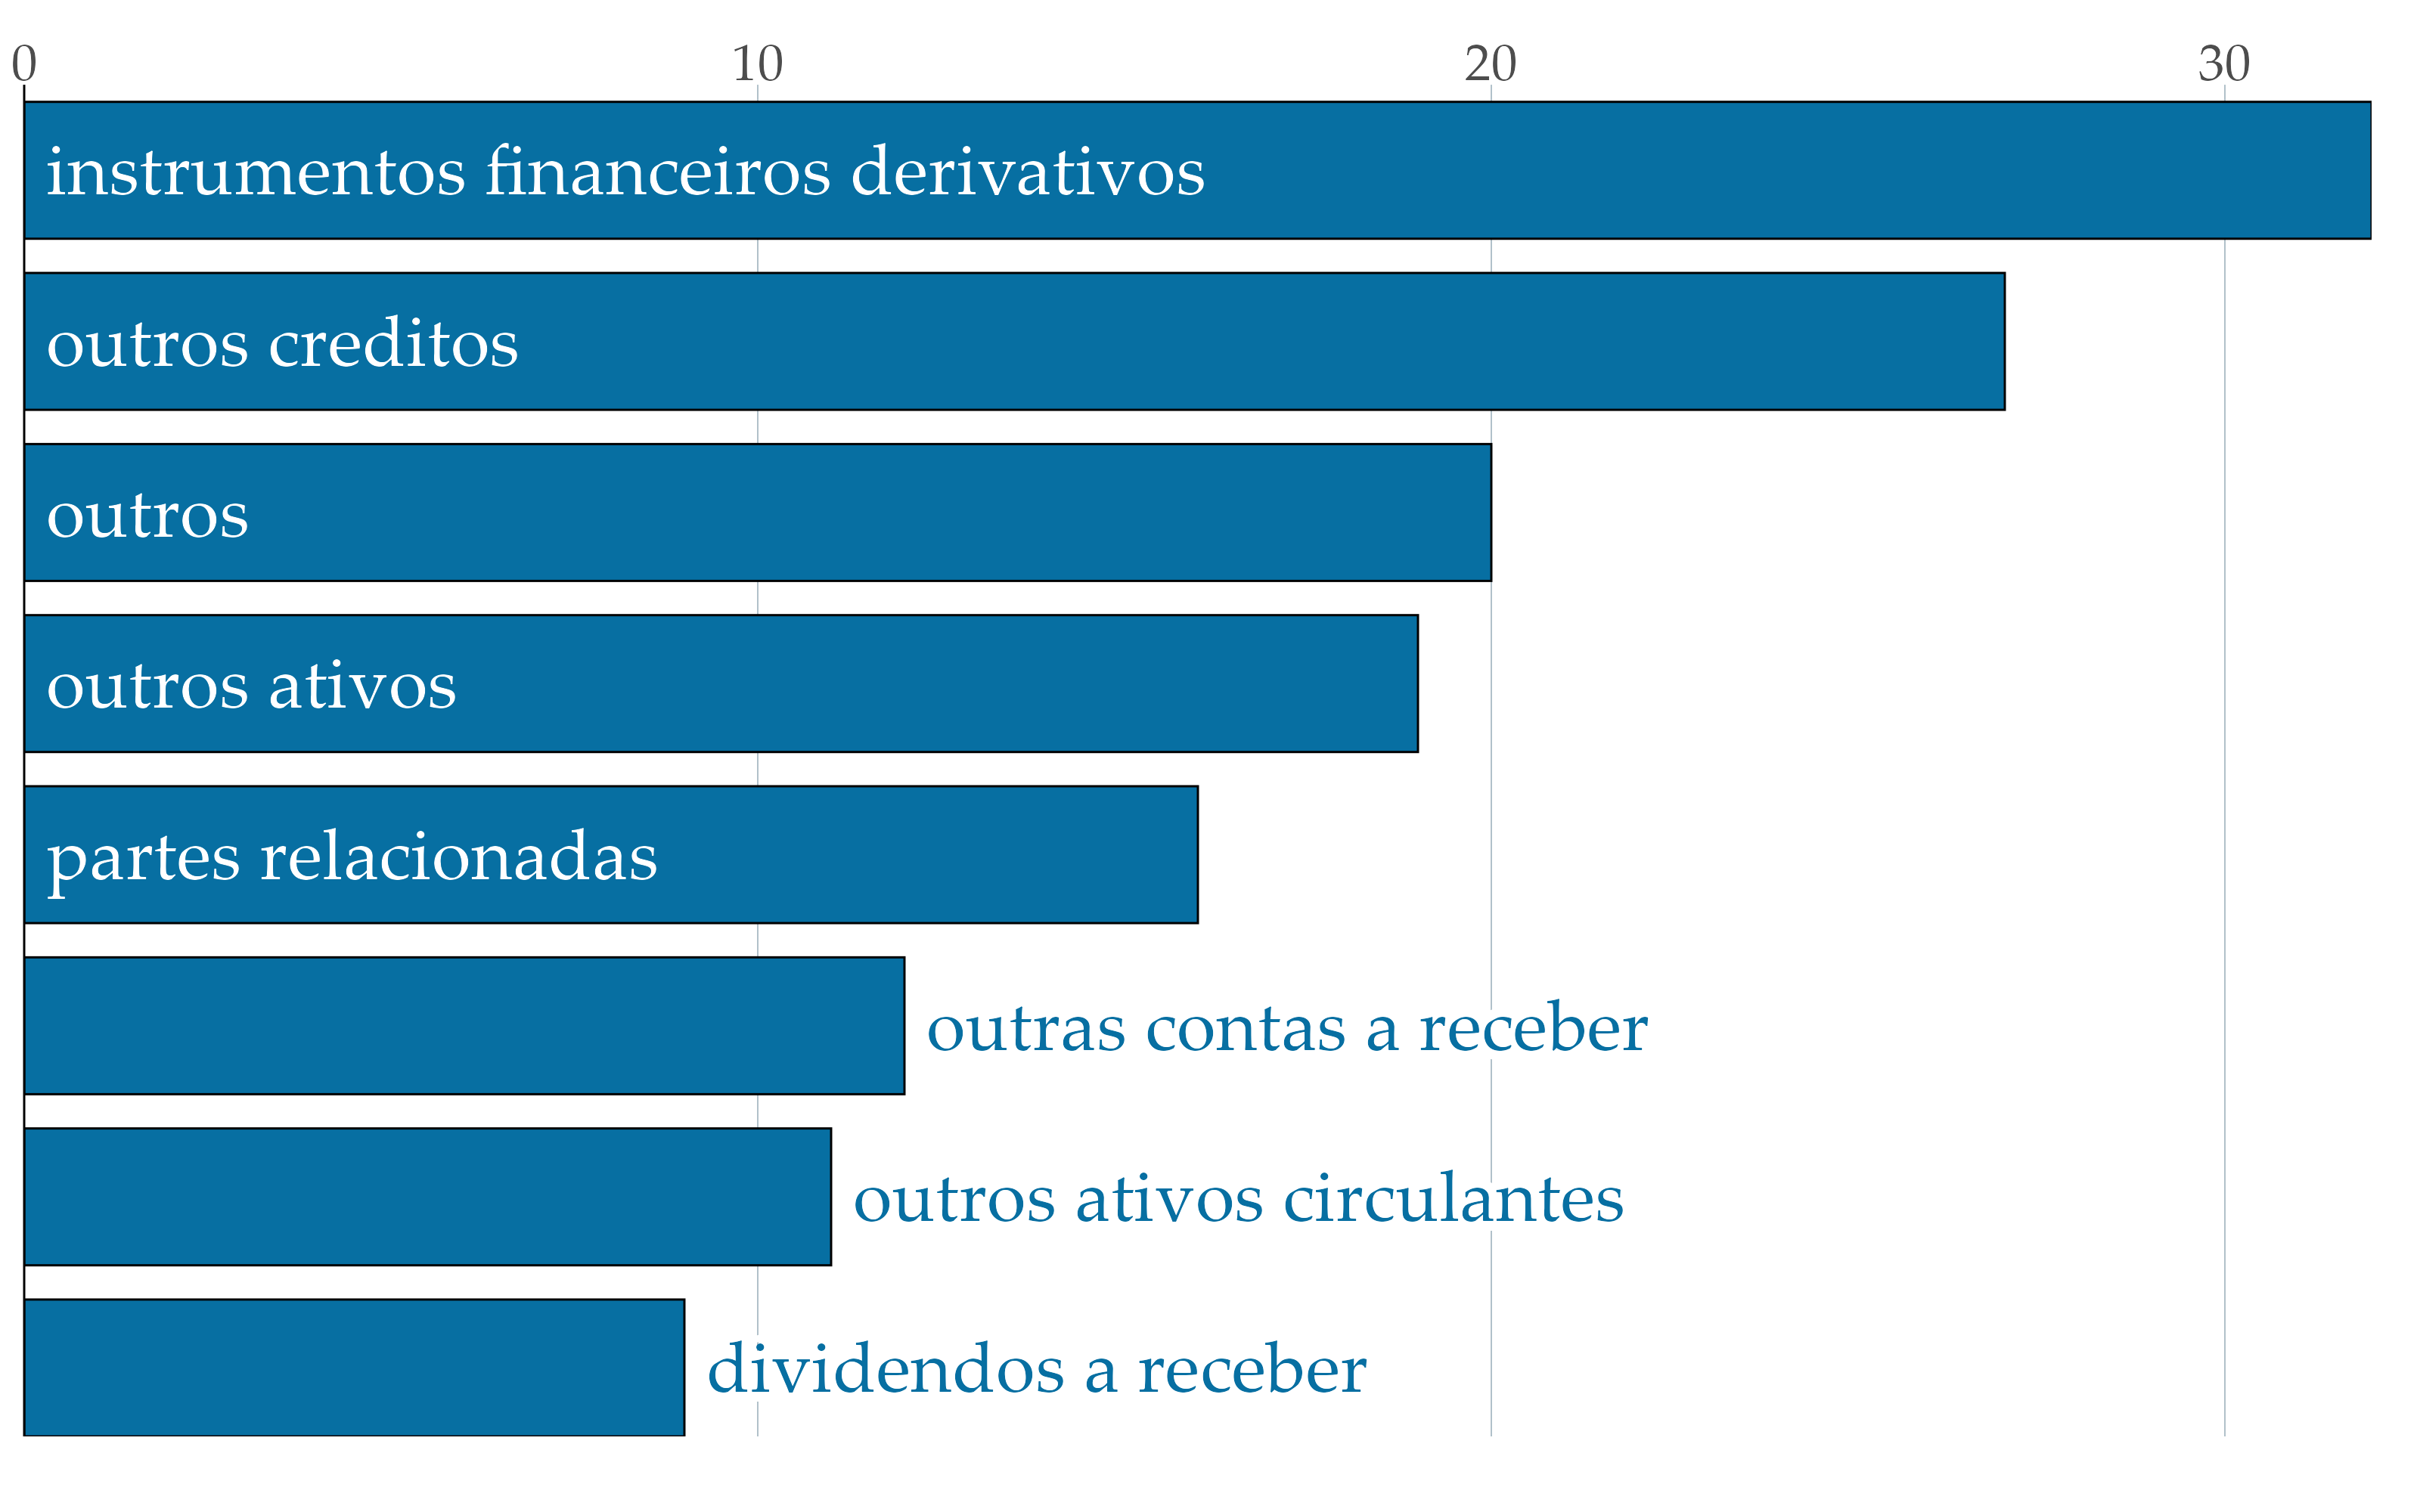 0 10 20 30
instrumentos financeiros derivativos
outros creditos
outros
outros ativos
partes relacionadas
outras contas a receber
outros ativos circulantes
dividendos a receber